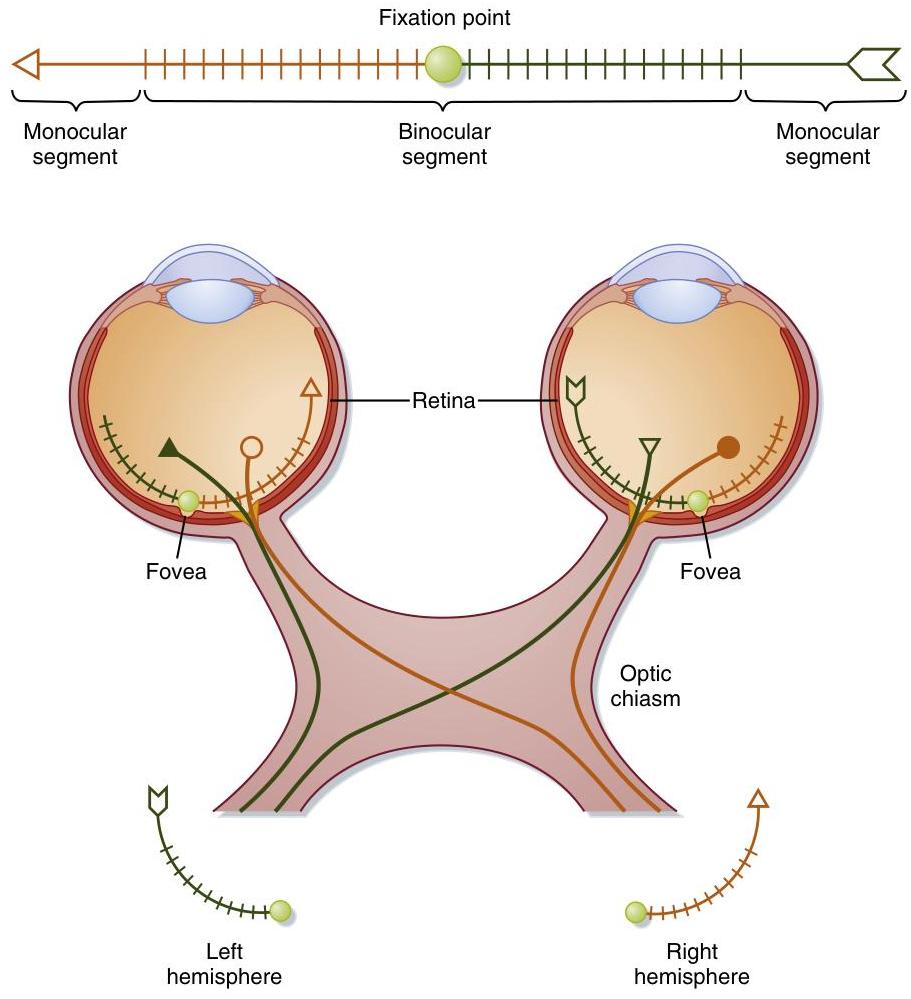 Fixation point
Monocular
segment
Binocular
segment
Monocular
segment
Retina
Fovea
Fovea
Optic
chiasm
Left
hemisphere
Right
hemisphere